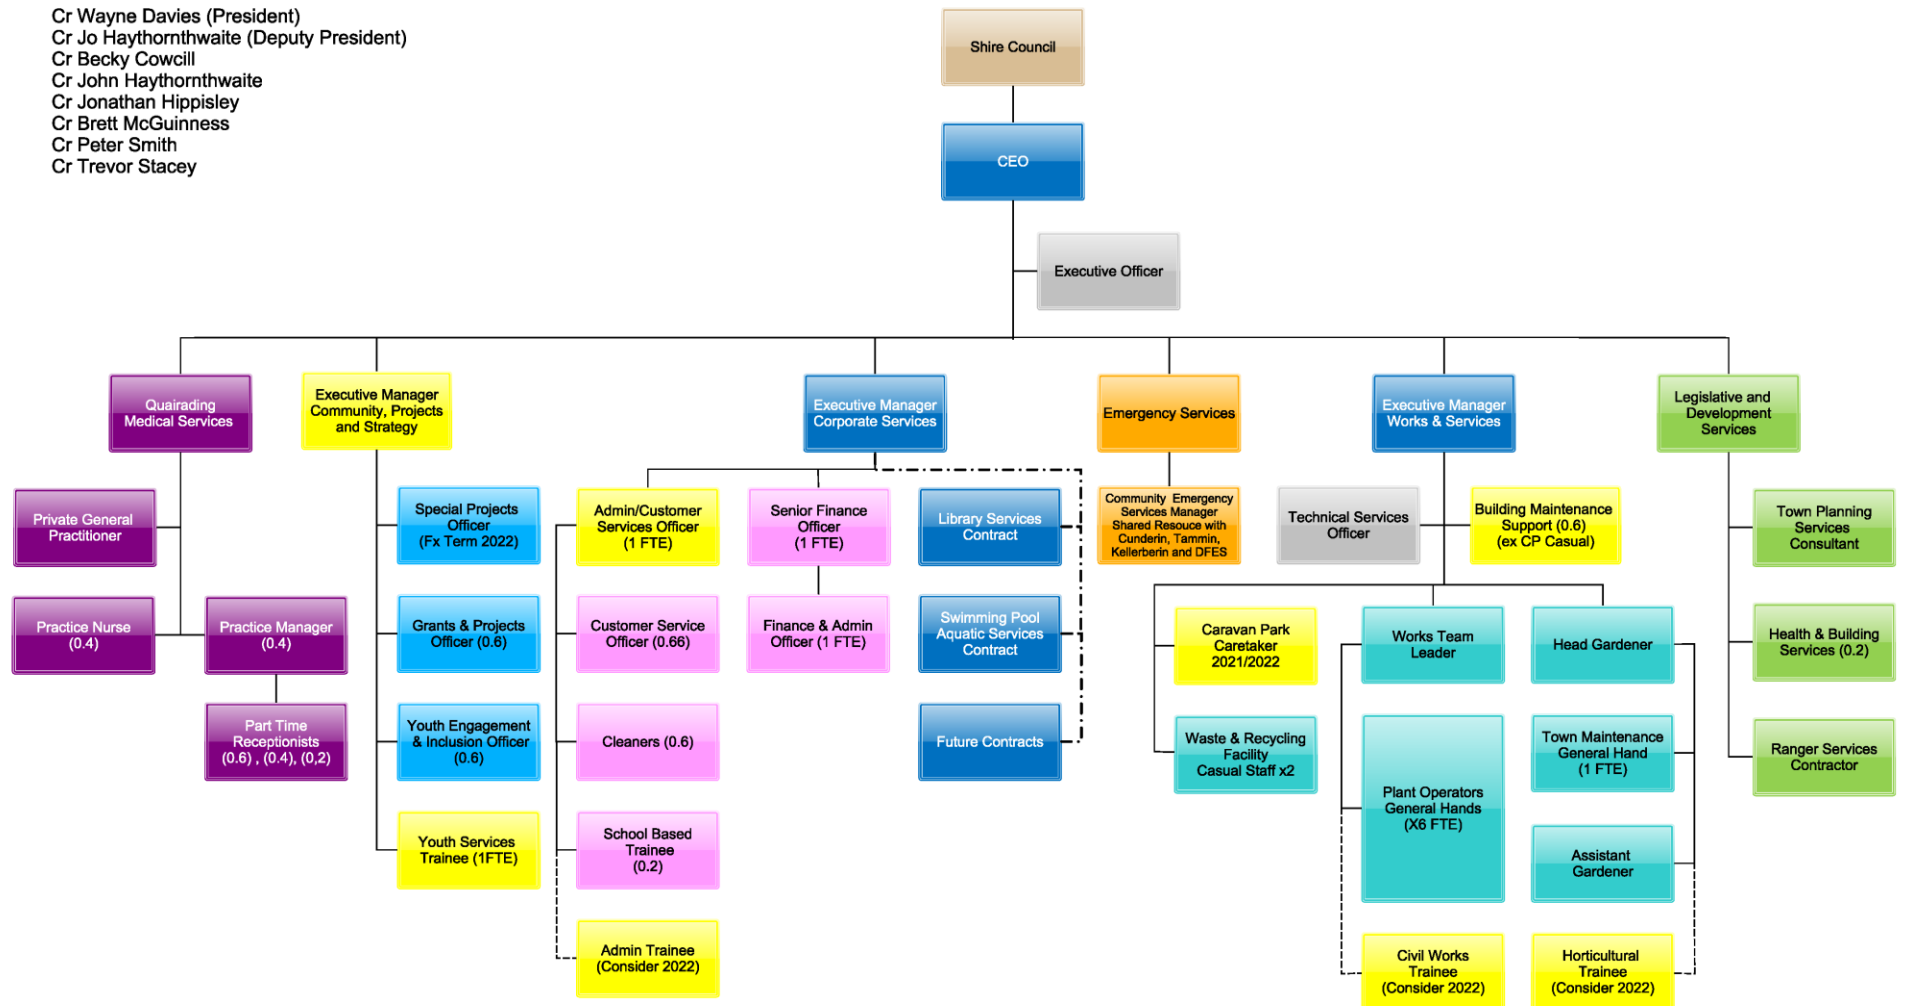 Cr Wayne Davies (President)
Cr Jo Haythornthwaite (Deputy President)
Cr Becky Cowcill
Cr John Haythornthwaite
Cr Jonathan Hippisley
Cr Brett McGuinness
Cr Peter Smith
Cr Trevor Stacey
Shire Council
CEO
Executive Officer
Quairading
Medical Services
Executive Manager
Community, Projects
and Strategy
Executive Manager
Corporate Services
Emergency Services
Executive Manager
Works & Services
Legislative and
Development
Services
Private General
Practitioner
Special Projects
Officer
(Fx Term 2022)
Admin/Customer
Services Officer
(1 FTE)
Senior Finance
Officer
(1 FTE)
Library Services
Contract
Community Emergency
Services Manager
Shared Resouce with
Cunderin, Tammin,
Kellerberin and DFES
Technical Services
Officer
Building Maintenance
Support (0.6)
(ex CP Casual)
Town Planning
Services
Consultant
Practice Nurse
(0.4)
Practice Manager
(0.4)
Grants & Projects
Officer (0.6)
Customer Service
Officer (0.66)
Finance & Admin
Officer (1 FTE)
Swimming Pool
Aquatic Services
Contract
Caravan Park
Caretaker
2021/2022
Works Team
Leader
Head Gardener
Health & Building
Services (0.2)
Part Time
Receptionists
(0.6) , (0.4), (0,2)
Youth Engagement
& Inclusion Officer
(0.6)
Cleaners (0.6)
Future Contracts
Waste & Recycling
Facility
Casual Staff x2
Plant Operators
General Hands
(X6 FTE)
Town Maintenance
General Hand
(1 FTE)
Ranger Services
Contractor
Youth Services
Trainee (1FTE)
School Based
Trainee
(0.2)
Assistant
Gardener
Admin Trainee
(Consider 2022)
Civil Works
Trainee
(Consider 2022)
Horticultural
Trainee
(Consider 2022)